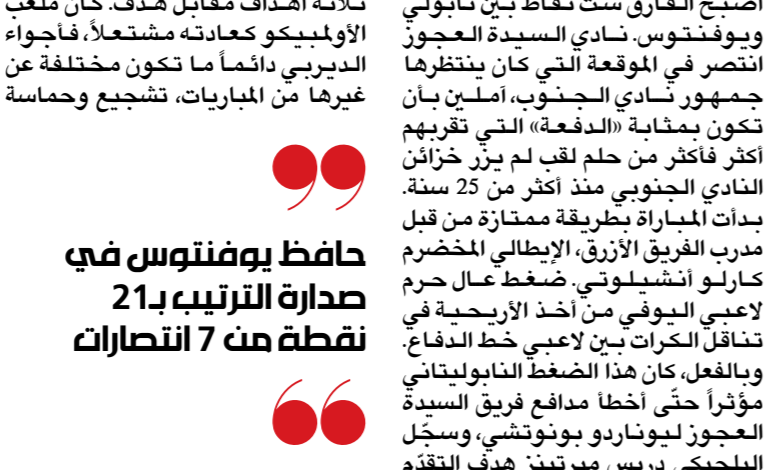 أصبح الفارق ست نقاط بين نابولي
ويوفنتوس. نادي السيدة العجوز
انتصر في الموقعة التي كان ينتظرها
جمهور نادي الجنوب، آملين بأن
تكون بمثابة «الدفعة» التي تقربهم
أكثر فأكثر من حلم لقب لم يزر خزائن
النادي الجنوبي منذ أكثر من 25 سنة.
بدأت المباراة بطريقة ممتازة من قبل
مدرب الفريق الأزرق، الإيطالي المخضرم
كارلو أنشيلوتي. ضغط عال حرم
لاعبي اليوفي من أخذ الأريحية في
تناقل الكرات بين لاعبي خط الدفاع.
وبالفعل، كان هذا الضغط النابوليتاني
مؤثراً حتّى أخطأ مدافع فريق السيدة
العجوز ليوناردو بونوتشي، وسجّل
البلجيكي دريس ميرتينز هدف التقدّم
ثلاثة أهداف مقابل هدف. كان ملعب
الأولمبيكو كعادته مشتعلاً، فأجواء
الديربي دائماً ما تكون مختلفة عن
غيرها من المباريات، تشجيع وحماسة
حافظ يوفنتوس في
صدارة الترتيب بـ21
نقطة من 7 انتصارات